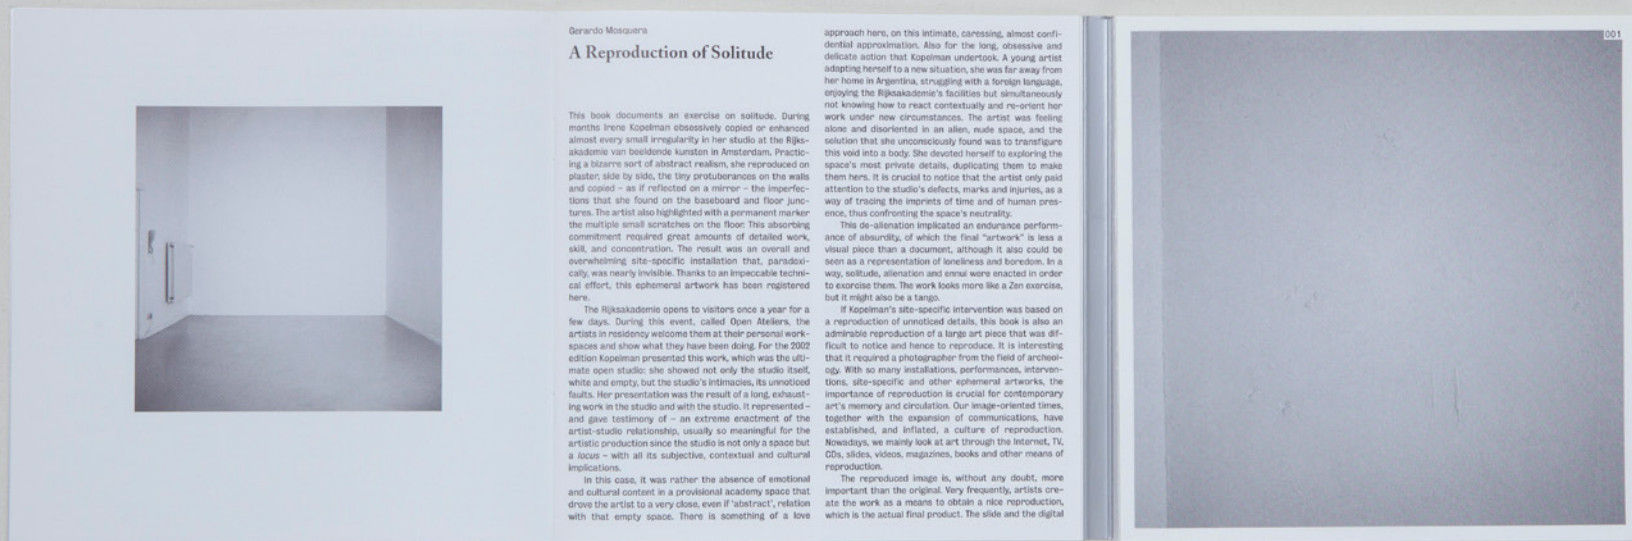 Gerardo Mosquera
A Reproduction of Solitude
This book documents an exercise on solitude. During
months Irene Kopelman obsessively copied or enhanced
almost every small irregularity in her studio at the Rijks-
akademie van beeldende kunsten in Amsterdam. Practic-
ing a bizarre sort of abstract realism, she reproduced on
plaster, side by side, the tiny protuberances on the walls
and copied – as if reflected on a mirror – the imperfec-
tions that she found on the baseboard and floor junc-
tures. The artist also highlighted with a permanent marker
the multiple small scratches on the floor. This absorbing
commitment required great amounts of detailed work,
skill, and concentration. The result was an overall and
overwhelming site-specific installation that, paradoxi-
cally, was nearly invisible. Thanks to an impeccable techni-
cal effort, this ephemeral artwork has been registered
here.
The Rijksakademie opens to visitors once a year for a
few days. During this event, called Open Ateliers, the
artists in residency welcome them at their personal work-
spaces and show what they have been doing. For the 2002
edition Kopelman presented this work, which was the ulti-
mate open studio: she showed not only the studio itself,
white and empty, but the studio's intimacies, its unnoticed
faults. Her presentation was the result of a long, exhaust-
ing work in the studio and with the studio. It represented –
and gave testimony of – an extreme enactment of the
artist-studio relationship, usually so meaningful for the
artistic production since the studio is not only a space but
a locus – with all its subjective, contextual and cultural
implications.
In this case, it was rather the absence of emotional
and cultural content in a provisional academy space that
drove the artist to a very close, even if 'abstract', relation
with that empty space. There is something of a love
approach here, on this intimate, caressing, almost confi-
dential approximation. Also for the long, obsessive and
delicate action that Kopelman undertook. A young artist
adapting herself to a new situation, she was far away from
her home in Argentina, struggling with a foreign language,
enjoying the Rijksakademie's facilities but simultaneously
not knowing how to react contextually and re-orient her
work under new circumstances. The artist was feeling
alone and disoriented in an alien, nude space, and the
solution that she unconsciously found was to transfigure
this void into a body. She devoted herself to exploring the
space's most private details, duplicating them to make
them hers. It is crucial to notice that the artist only paid
attention to the studio's defects, marks and injuries, as a
way of tracing the imprints of time and of human pres-
ence, thus confronting the space's neutrality.
This de-alienation implicated an endurance perform-
ance of absurdity, of which the final "artwork" is less a
visual piece than a document, although it also could be
seen as a representation of loneliness and boredom. In a
way, solitude, alienation and ennui were enacted in order
to exorcise them. The work looks more like a Zen exercise,
but it might also be a tango.
If Kopelman's site-specific intervention was based on
a reproduction of unnoticed details, this book is also an
admirable reproduction of a large art piece that was dif-
ficult to notice and hence to reproduce. It is interesting
that it required a photographer from the field of archeol-
ogy. With so many installations, performances, interven-
tions, site-specific and other ephemeral artworks, the
importance of reproduction is crucial for contemporary
art's memory and circulation. Our image-oriented times,
together with the expansion of communications, have
established, and inflated, a culture of reproduction.
Nowadays, we mainly look at art through the Internet, TV,
CDs, slides, videos, magazines, books and other means of
reproduction.
The reproduced image is, without any doubt, more
important than the original. Very frequently, artists cre-
ate the work as a means to obtain a nice reproduction,
which is the actual final product. The slide and the digital
001